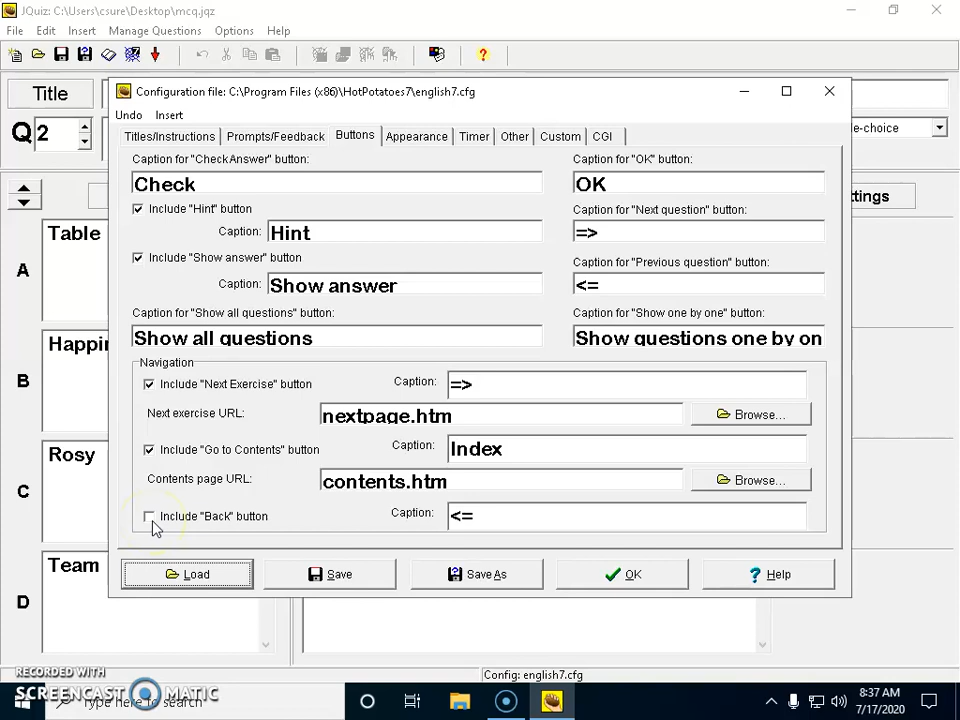 JQuiz: C:\Users\csure\Desktop\mcq.jqz
File Edit Insert Manage Questions Options Help
Title
Q 2
le-choice
Configuration file: C:\Program Files (x86)\HotPotatoes7\english7.cfg
Undo Insert
Titles/Instructions Prompts/Feedback Buttons Appearance Timer Other Custom CGI
Caption for "CheckAnswer" button:
Check
Caption for "OK" button:
OK
Include "Hint" button
Caption: Hint
Caption for "Next question" button:
=>
Include "Show answer" button
Caption: Show answer
Caption for "Previous question" button:
<=
Caption for "Show all questions" button:
Show all questions
Caption for "Show one by one" button:
Show questions one by on
Navigation
Include "Next Exercise" button Caption: =>
Next exercise URL: nextpage.htm Browse...
Include "Go to Contents" button Caption: Index
Contents page URL: contents.htm Browse...
Include "Back" button Caption: <=
Load Save Save As OK Help
ttings
A Table
B Happin
C Rosy
D Team
Config: english7.cfg
RECORDED WITH
SCREENCAST MATIC
Type here to search
8:37 AM
7/17/2020